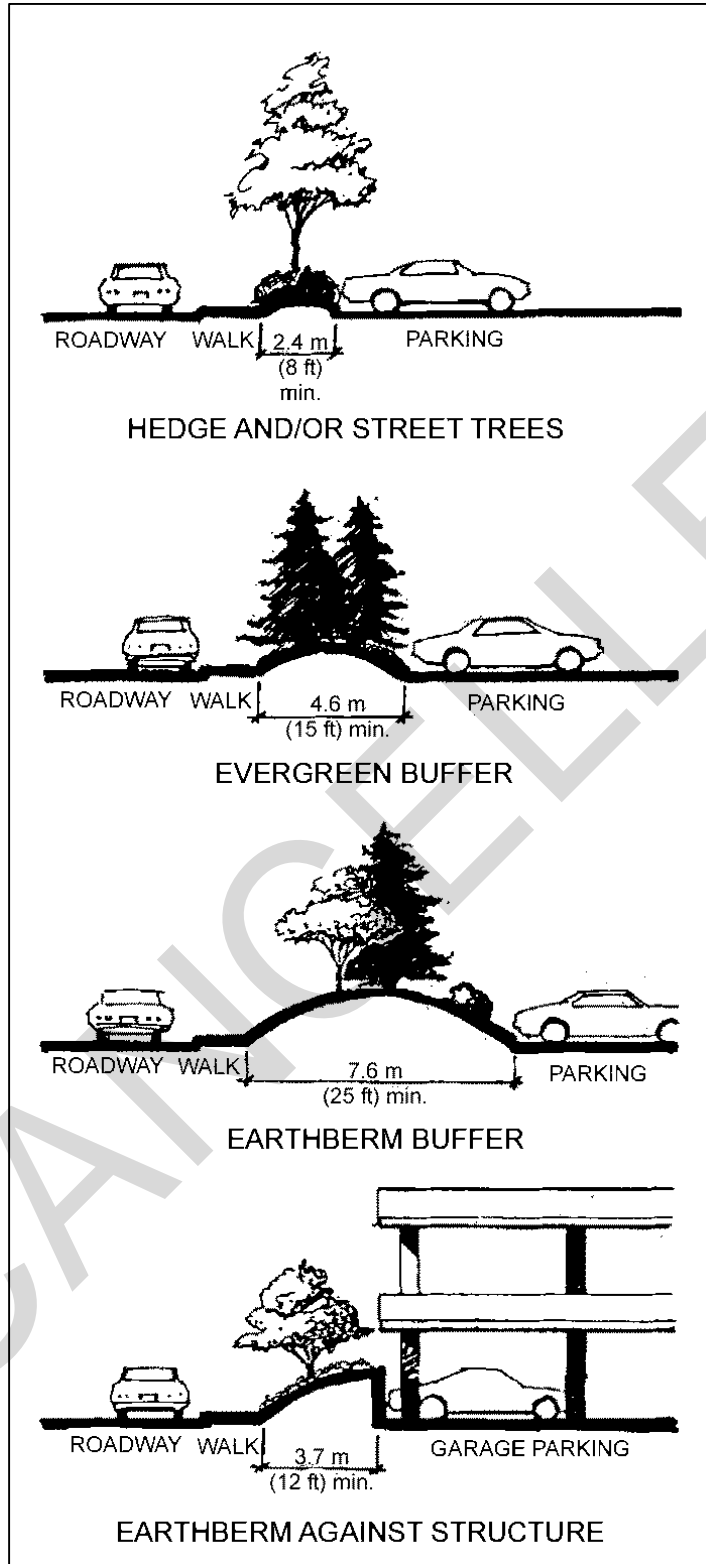 ROADWAY WALK 2.4 m PARKING
(8 ft)
min.
HEDGE AND/OR STREET TREES
ROADWAY WALK 4.6 m PARKING
(15 ft) min.
EVERGREEN BUFFER
ROADWAY WALK 7.6 m PARKING
(25 ft) min.
EARTHBERM BUFFER
ROADWAY WALK 3.7 m GARAGE PARKING
(12 ft) min.
EARTHBERM AGAINST STRUCTURE